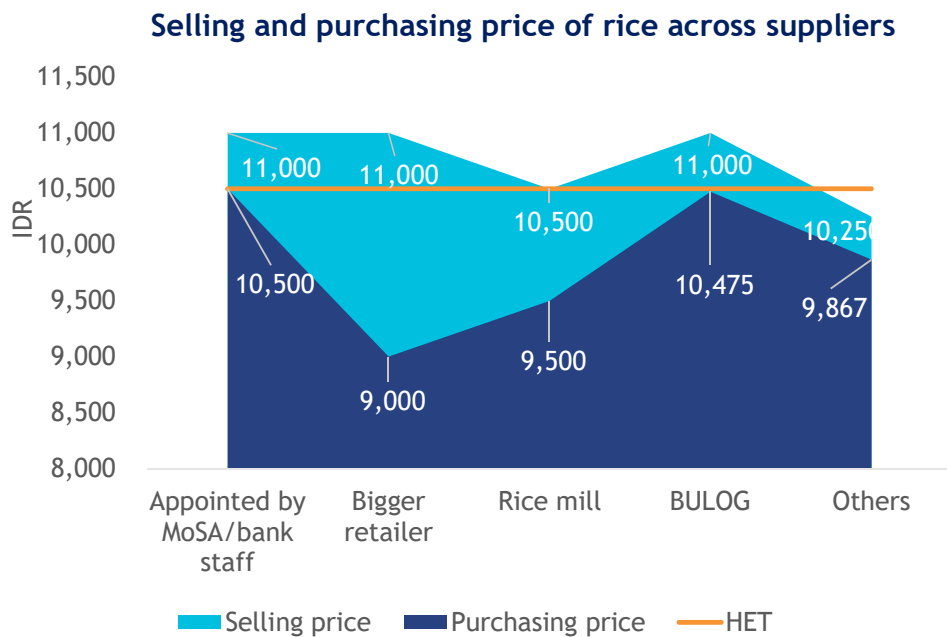 Selling and purchasing price of rice across suppliers
IDR
11,500
11,000
10,500
10,000
9,500
9,000
8,500
8,000
11,000
11,000
10,500
11,000
10,250
10,500
9,000
9,500
10,475
9,867
Appointed by
MoSA/bank
staff
Bigger
retailer
Rice mill
BULOG
Others
Selling price
Purchasing price
HET